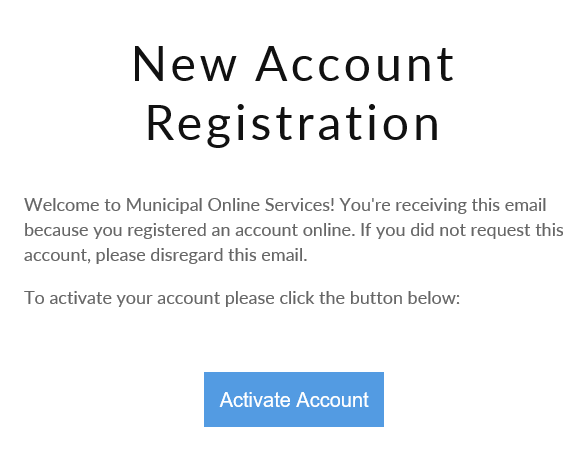 New Account
Registration
Welcome to Municipal Online Services! You're receiving this email
because you registered an account online. If you did not request this
account, please disregard this email.
To activate your account please click the button below:
Activate Account